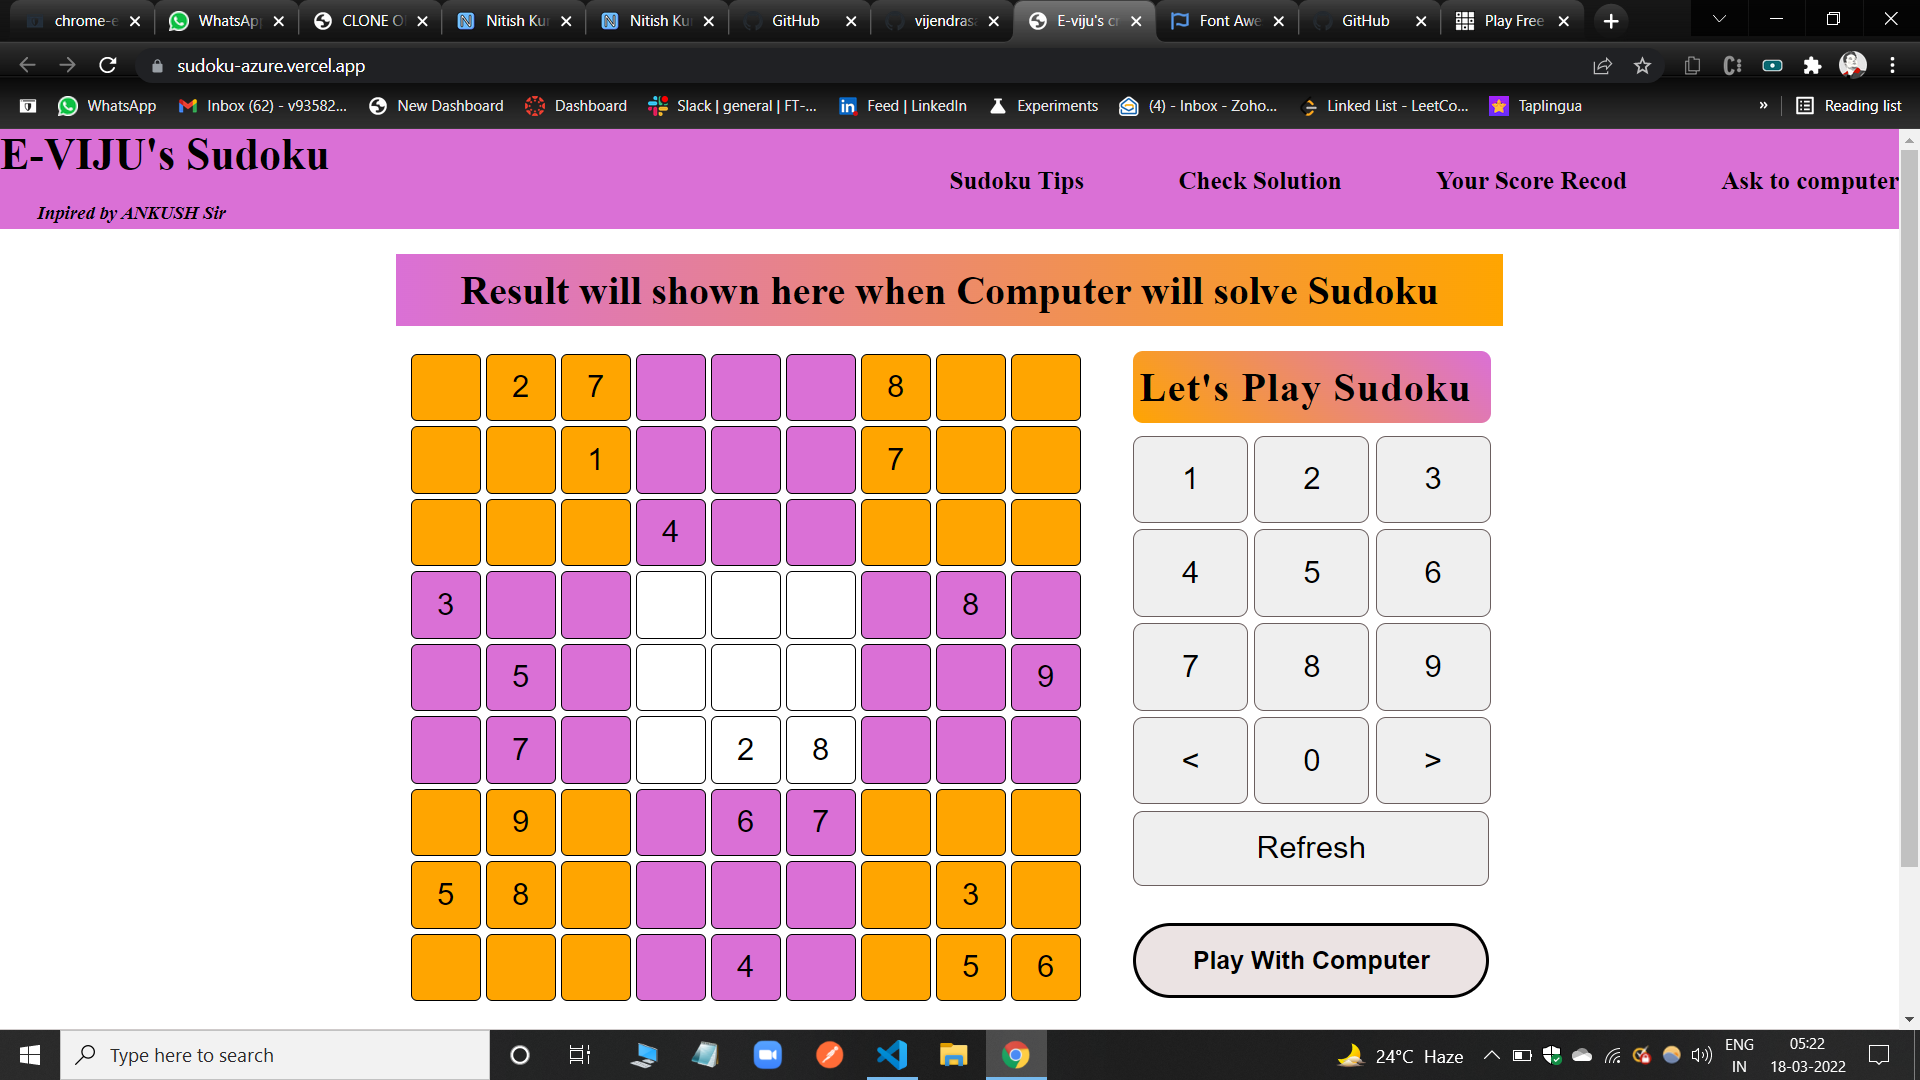 chrome-e
WhatsApp
CLONE O
Nitish Ku
Nitish Ku
GitHub
vijendrasa
E-viju's c
Font Awe
GitHub
Play Free
sudoku-azure.vercel.app
WhatsApp
Inbox (62) - v93582...
New Dashboard
Dashboard
Slack | general | FT-...
Feed | LinkedIn
Experiments
(4) - Inbox - Zoho...
Linked List - LeetCo...
Taplingua
»
Reading list
E-VIJU's Sudoku
Inpired by ANKUSH Sir
Sudoku Tips
Check Solution
Your Score Recod
Ask to computer
Result will shown here when Computer will solve Sudoku
2 7 8
1 7
4
3 8
5 9
7 2 8
9 6 7
5 8 3
4 5 6
Let's Play Sudoku
1 2 3
4 5 6
7 8 9
< 0 >
Refresh
Play With Computer
Type here to search
24°C Haze
ENG
IN
05:22
18-03-2022